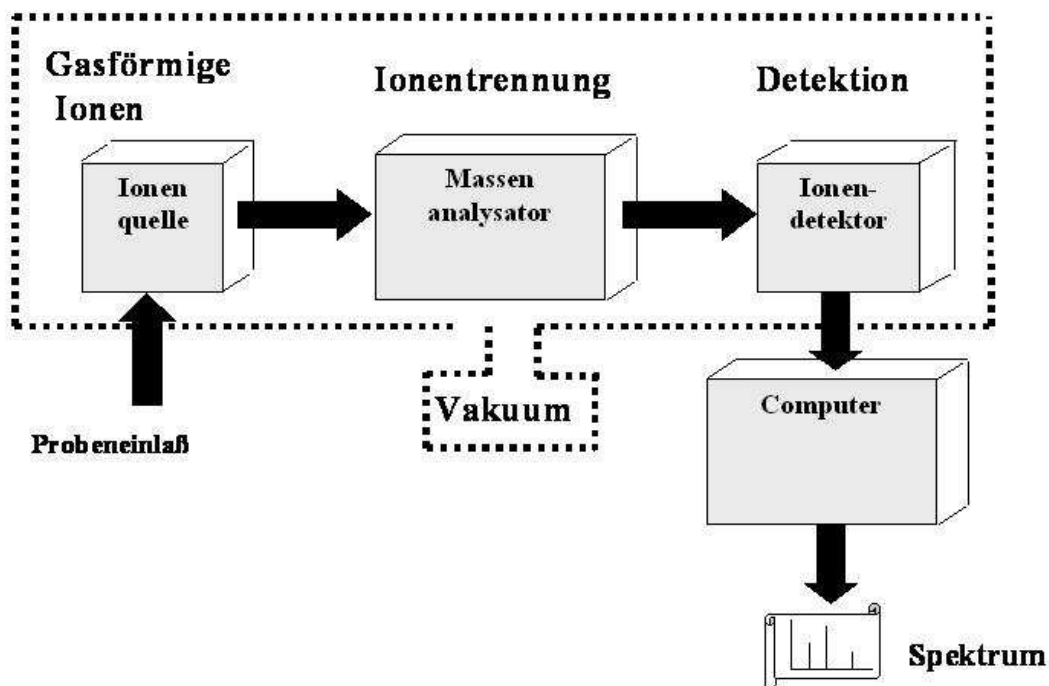 Gasförmige
Ionen
Ionentrennung
Detektion
Ionen
quelle
Massen
analysator
Ionen-
detektor
Vakuum
Probeneinlaß
Computer
Spektrum